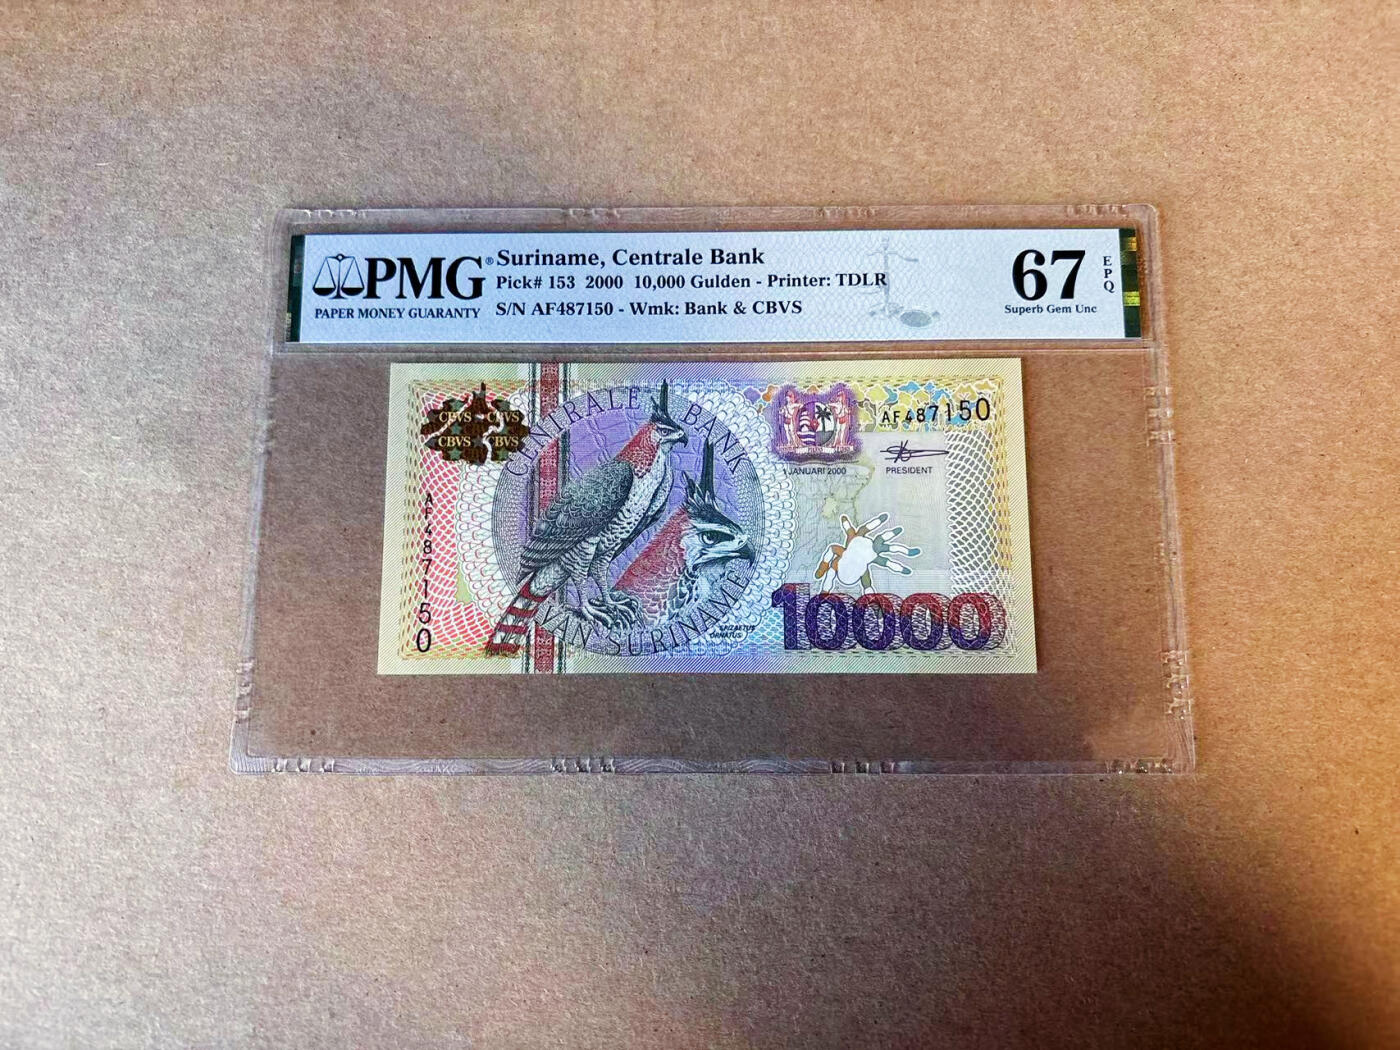 PMG®
PAPER MONEY GUARANTY
Suriname, Centrale Bank
Pick# 153 2000 10,000 Gulden - Printer: TDLR
S/N AF487150 - Wmk: Bank & CBVS
67
EPQ
Superb Gem Unc
CENTRALE BANK
VAN SURINAME
CBVS CBVS
CBVS CBVS
AF487150
1 JANUARI 2000
PRESIDENT
AF487150
SPIZAETUS
ORNATUS
10000